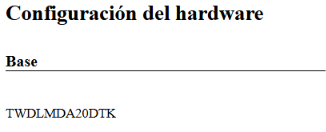 Configuración del hardware
Base
TWDLMDA20DTK